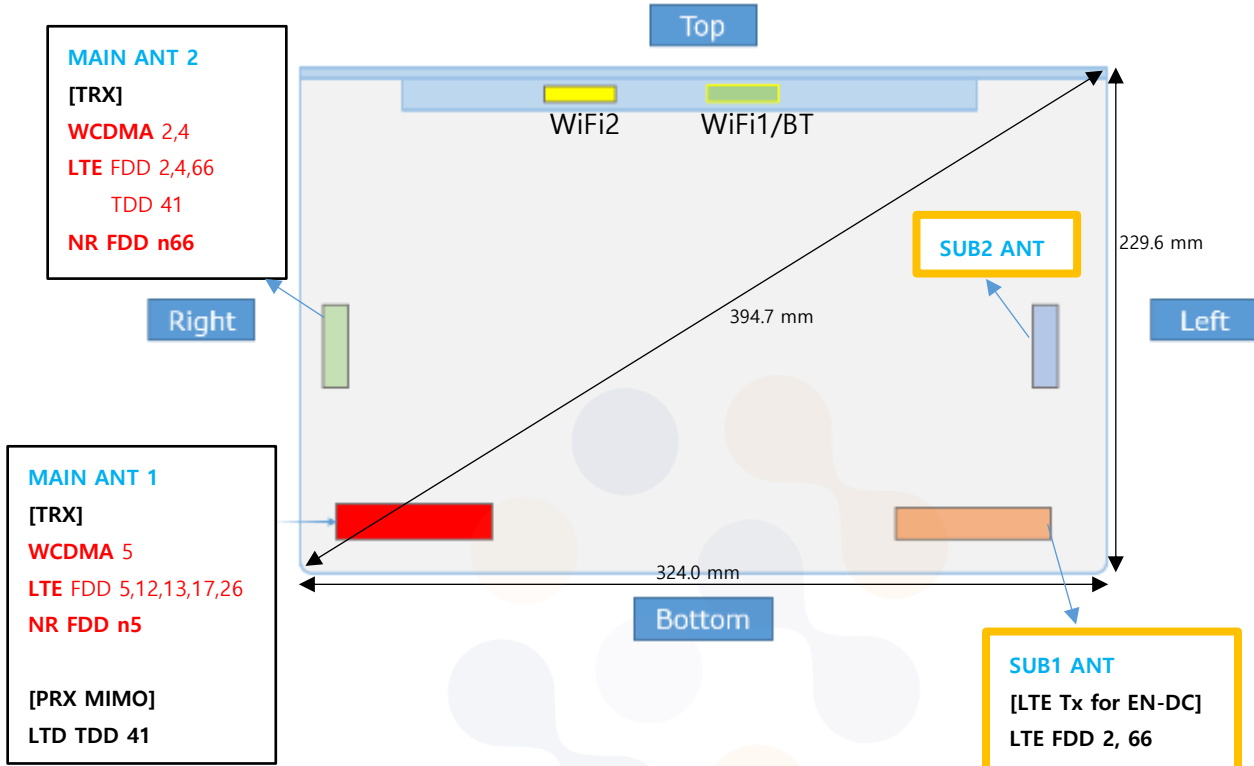 Top
MAIN ANT 2
[TRX]
WCDMA 2,4
LTE FDD 2,4,66
TDD 41
NR FDD n66
WiFi2
WiFi1/BT
SUB2 ANT
229.6 mm
Right
394.7 mm
Left
MAIN ANT 1
[TRX]
WCDMA 5
LTE FDD 5,12,13,17,26
NR FDD n5
[PRX MIMO]
LTD TDD 41
324.0 mm
Bottom
SUB1 ANT
[LTE Tx for EN-DC]
LTE FDD 2, 66